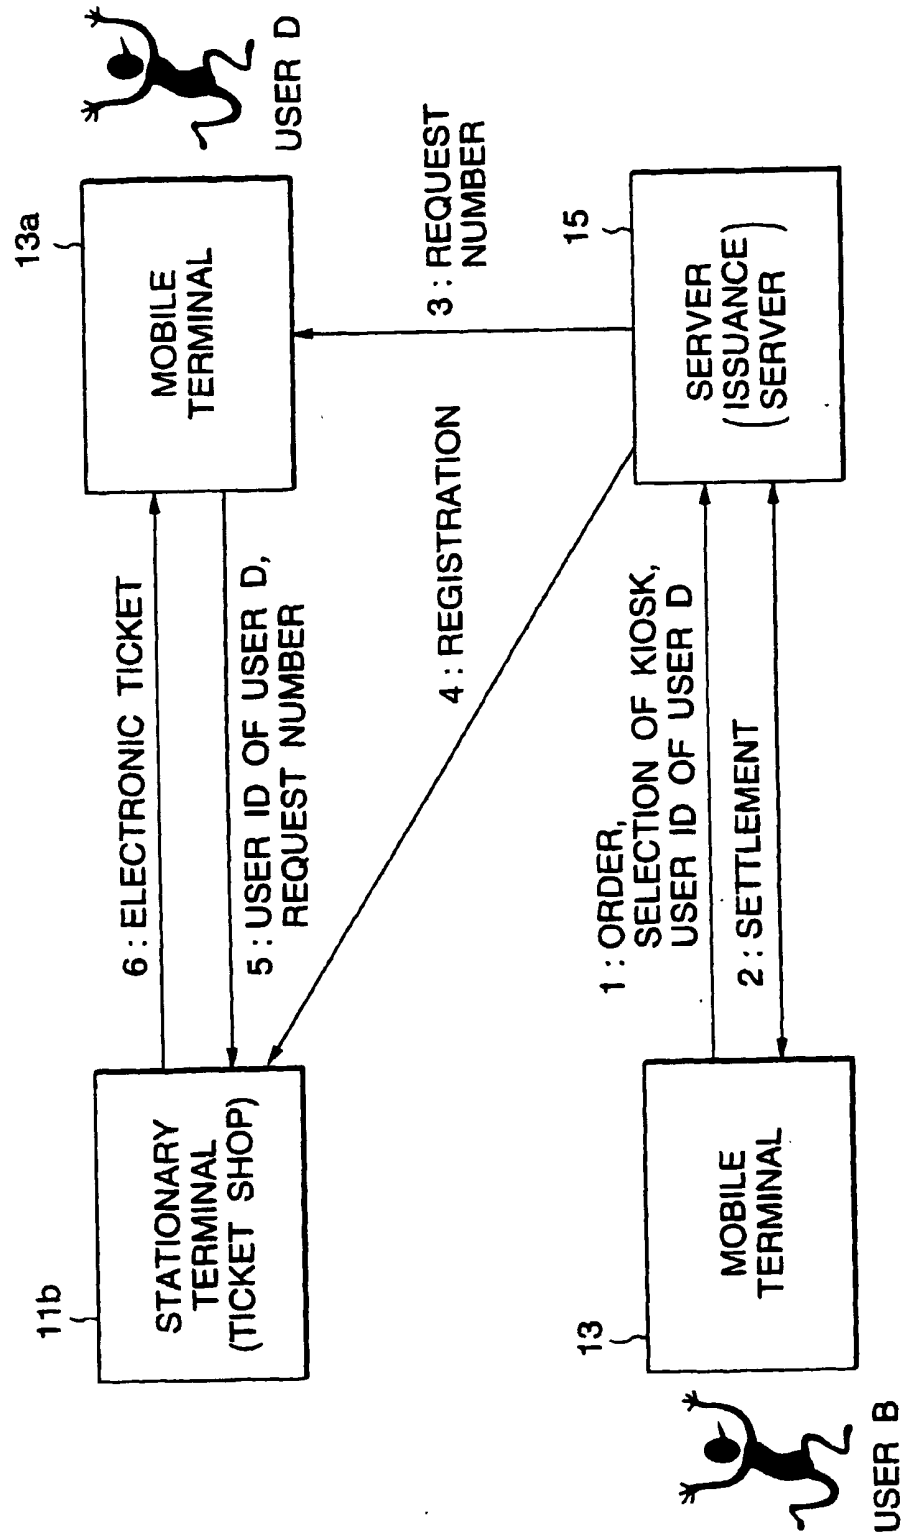 11b
STATIONARY
TERMINAL
(TICKET SHOP)
6 : ELECTRONIC TICKET
5 : USER ID OF USER D,
REQUEST NUMBER
13a
MOBILE
TERMINAL
USER D
4 : REGISTRATION
3 : REQUEST
NUMBER
USER B
13
MOBILE
TERMINAL
1 : ORDER,
SELECTION OF KIOSK,
USER ID OF USER D
2 : SETTLEMENT
15
SERVER
(ISSUANCE
SERVER)